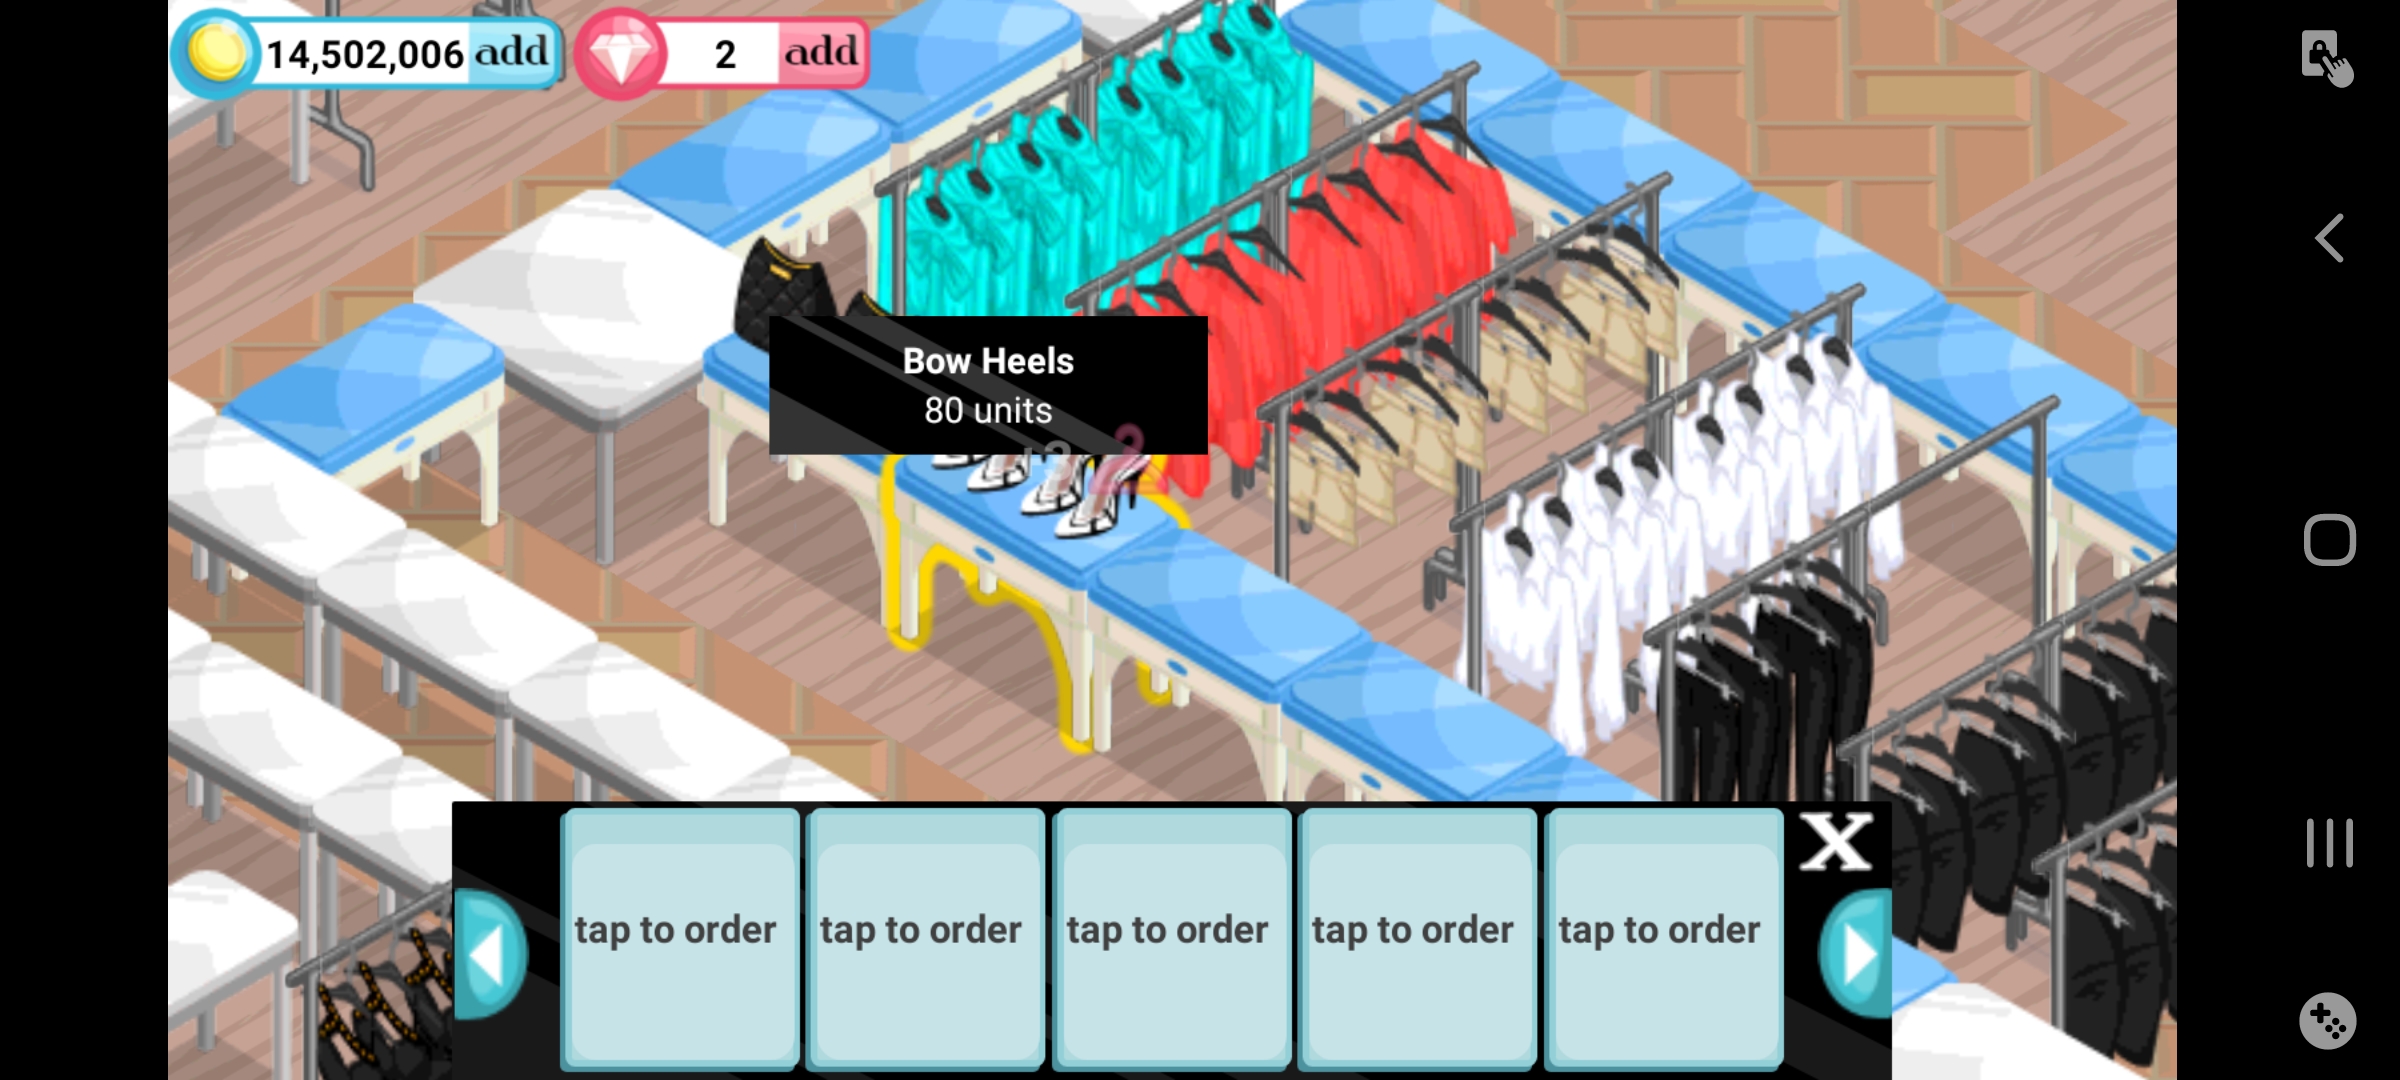 14,502,006 add
2 add
Bow Heels
80 units
tap to order
tap to order
tap to order
tap to order
tap to order
X